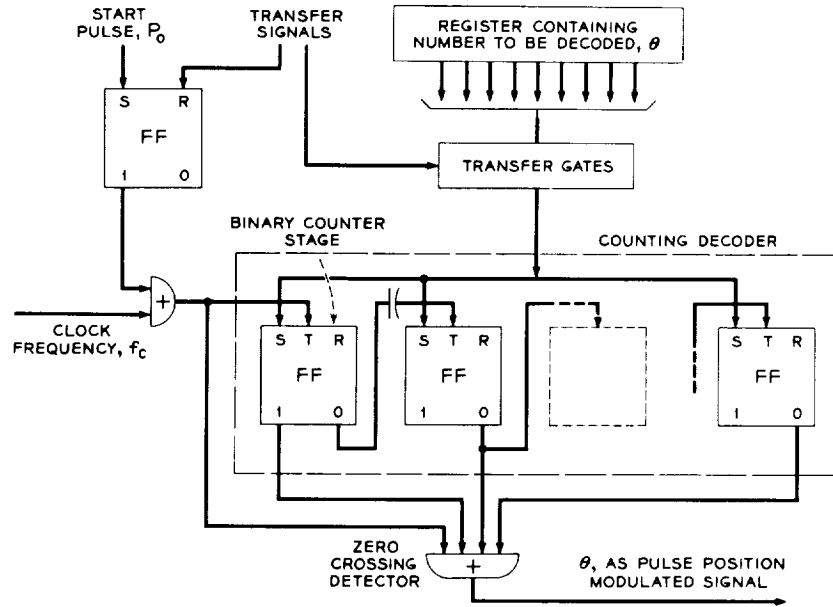 START
PULSE, P₀
TRANSFER
SIGNALS
REGISTER CONTAINING
NUMBER TO BE DECODED, θ
S R
FF
1 0
TRANSFER GATES
BINARY COUNTER
STAGE
COUNTING DECODER
+
CLOCK
FREQUENCY, fc
S T R
FF
1 0
S T R
FF
1 0
S T R
FF
1 0
ZERO
CROSSING
DETECTOR
+
θ, AS PULSE POSITION
MODULATED SIGNAL